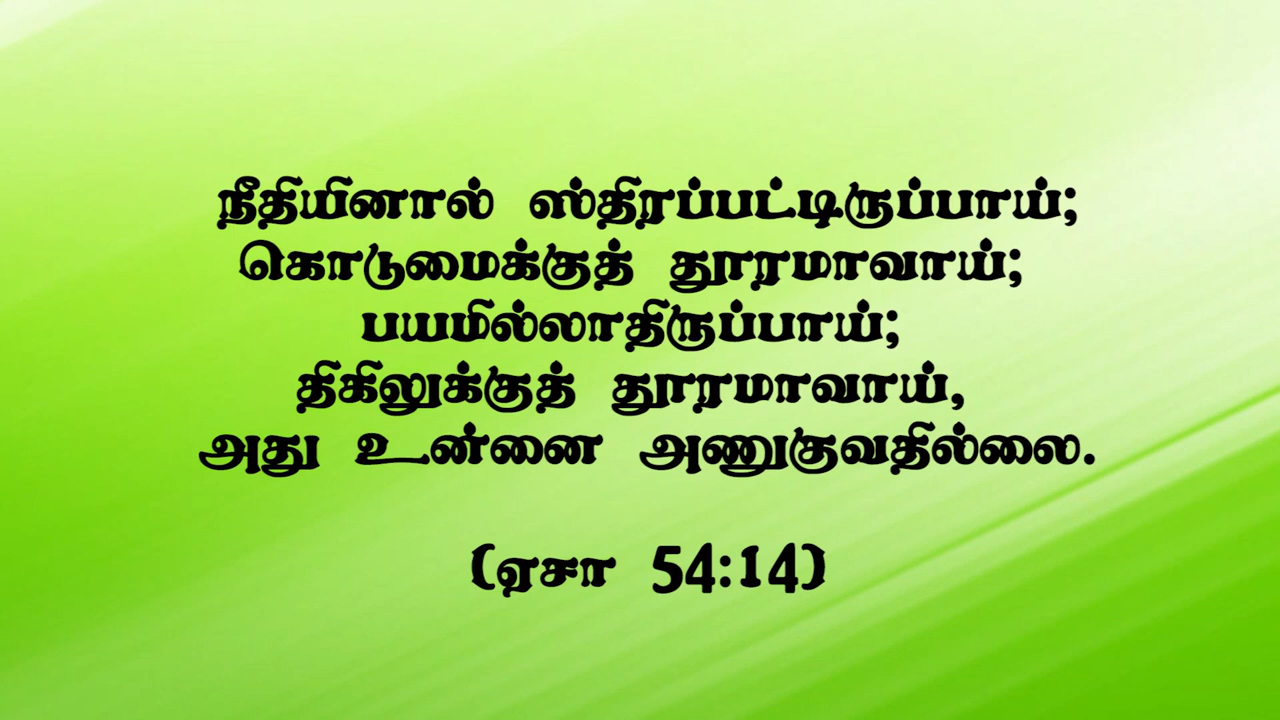 நீதியினால் ஸ்திரப்பட்டிருப்பாய்;
கொடுமைக்குத் தூரமாவாய்;
பயமில்லாதிருப்பாய்;
திகிலுக்குத் தூரமாவாய்,
அது உன்னை அணுகுவதில்லை.
(ஏசா 54:14)